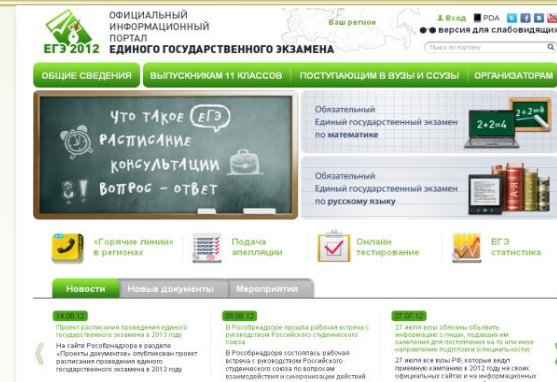 ОФИЦИАЛЬНЫЙ
ИНФОРМАЦИОННЫЙ
ПОРТАЛ
ЕДИНОГО ГОСУДАРСТВЕННОГО ЭКЗАМЕНА
ЕГЭ 2012
Ваш регион
Вход PDA
версия для слабовидящих
Поиск по порталу
ОБЩИЕ СВЕДЕНИЯ ВЫПУСКНИКАМ 11 КЛАССОВ ПОСТУПАЮЩИМ В ВУЗЫ И ССУЗЫ ОРГАНИЗАТОРАМ
ЧТО ТАКОЕ ЕГЭ
РАСПИСАНИЕ
КОНСУЛЬТАЦИИ
ВОПРОС - ОТВЕТ
Обязательный
Единый государственный экзамен
по математике
2+2=4
2+2=4
Обязательный
Единый государственный экзамен
по русскому языку
А-Я
«Горячие линии»
в регионах
Подача
апелляции
Онлайн
тестирование
ЕГЭ
статистика
Новости Новые документы Мероприятия
14.08.12
Проект расписания проведения единого
государственного экзамена в 2013 году
На сайте Рособрнадзора в разделе
«Проекты документов» опубликован проект
расписания проведения единого
государственного экзамена в 2013 году
09.08.12
В Рособрнадзоре прошла рабочая встреча с
руководством Российского студенческого
союза
В Рособрнадзоре состоялась рабочая
встреча с руководством Российского
студенческого союза по вопросам
взаимодействия и синхронизации действий
27.07.12
27 июля вузы обязаны объявить
информацию о лицах, подавших им
заявления для поступления на то или иное
направление подготовки (специальности)
27 июля все вузы РФ, которые ведут
приемную кампанию в 2012 году на своих
официальных сайтах и на информационных